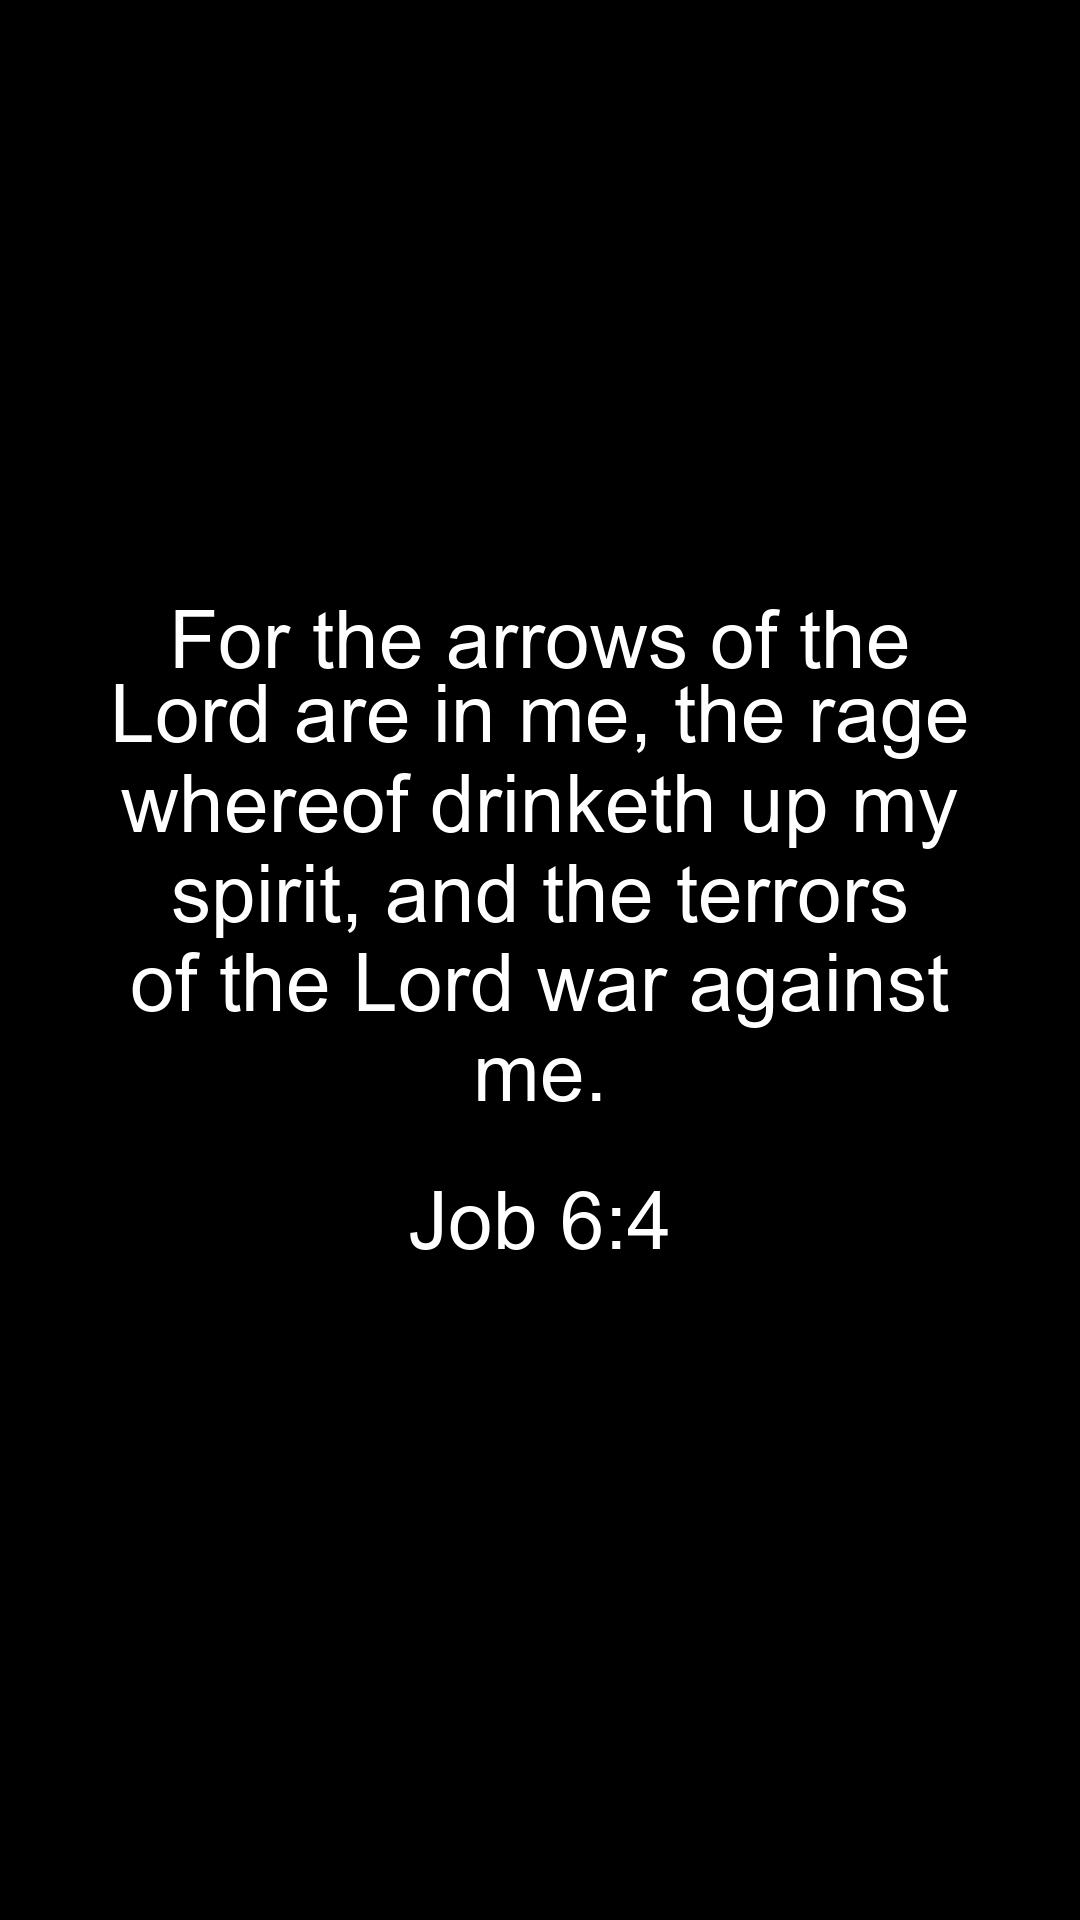 For the arrows of the
Lord are in me, the rage
whereof drinketh up my
spirit, and the terrors
of the Lord war against
me.
Job 6:4